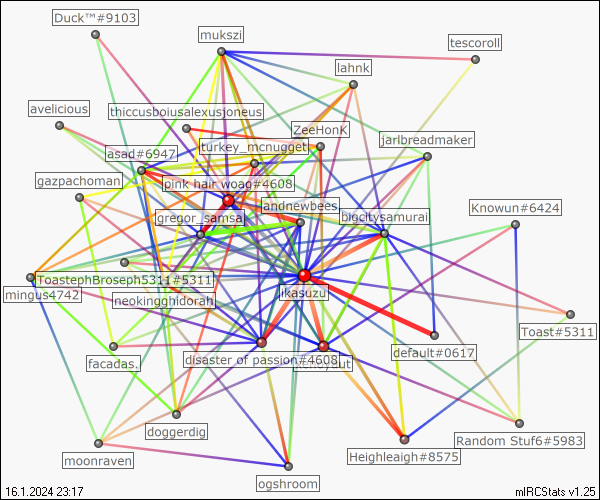 Duck™#9103
mukszi
tescoroll
lahnk
avelicious
thiccusboiusalexusjoneus
ZeeHonK
jarlbreadmaker
turkey_mcnugget
asad#6947
gazpachoman
pink hair woag#4608
andnewbees
Knowun#6424
gregor_samsa
bigcitysamurai
ToastephBroseph5311#5311
mingus4742
neokingghidorah
jikasuzu
Toast#5311
facadas.
disaster of passion#4608
default#0617
doggerdig
Random Stuf6#5983
moonraven
Heighleaigh#8575
ogshroom
16.1.2024 23:17
mIRCStats v1.25